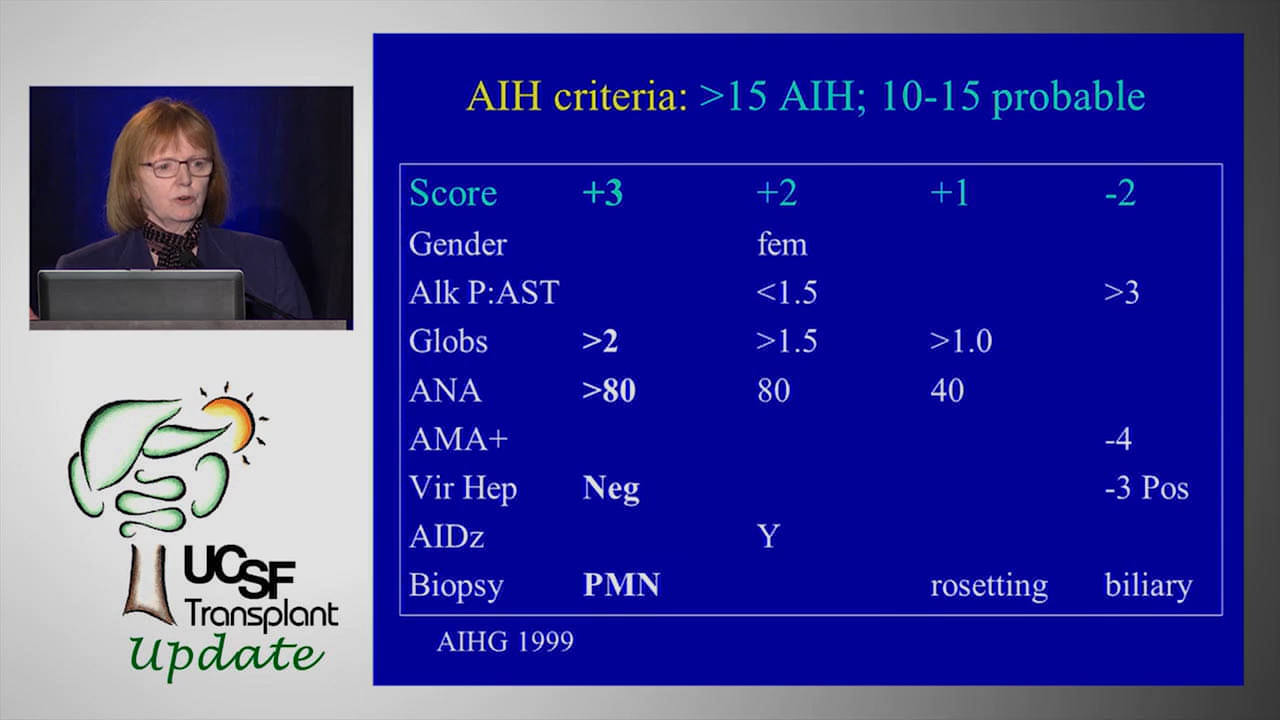 AIH criteria: >15 AIH; 10-15 probable
Score +3 +2 +1 -2
Gender fem
Alk P:AST <1.5 >3
Globs >2 >1.5 >1.0
ANA >80 80 40
AMA+ -4
Vir Hep Neg -3 Pos
AIDz Y
Biopsy PMN rosetting biliary
AIHG 1999
UCSF
Transplant
Update